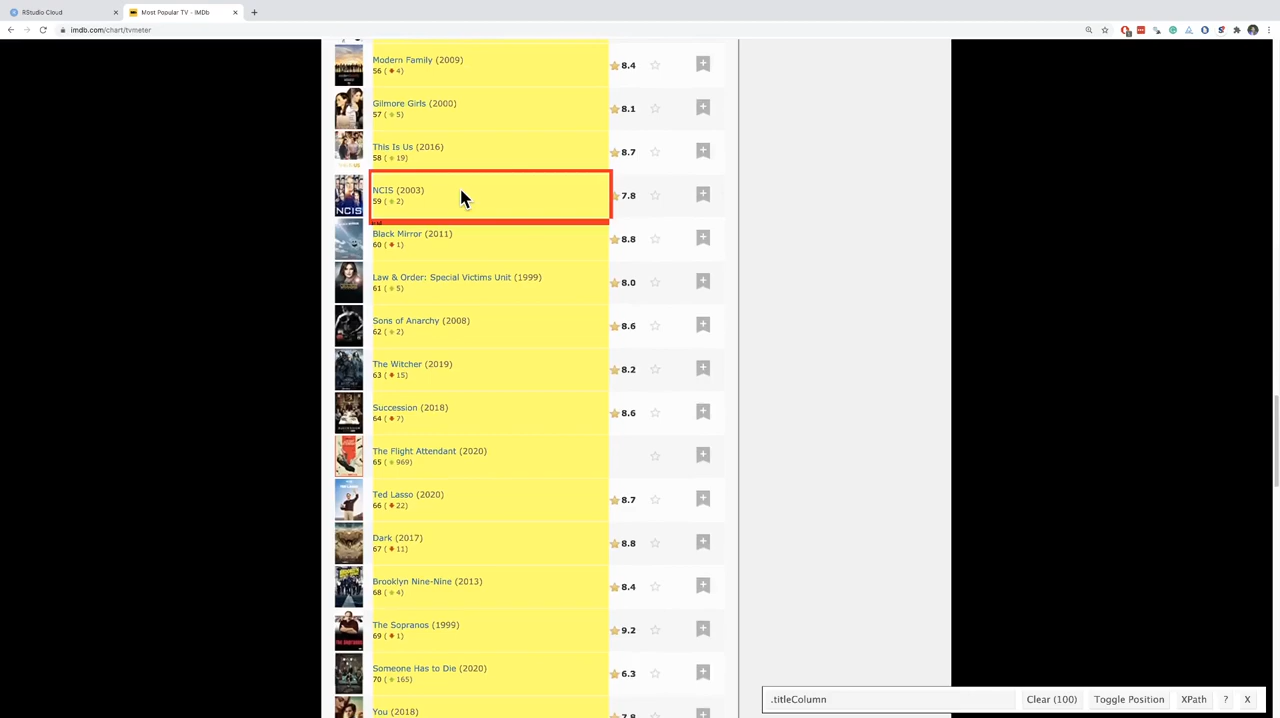 RStudio Cloud
Most Popular TV - IMDb
imdb.com/chart/tvmeter
Modern Family (2009)
56 ( 4)
8.4
Gilmore Girls (2000)
57 ( 5)
8.1
This Is Us (2016)
58 ( 19)
8.7
NCIS (2003)
59 ( 2)
7.8
NCIS
Black Mirror (2011)
60 ( 1)
8.8
Law & Order: Special Victims Unit (1999)
61 ( 5)
8.0
Sons of Anarchy (2008)
62 ( 2)
8.6
The Witcher (2019)
63 ( 15)
8.2
Succession (2018)
64 ( 7)
8.6
The Flight Attendant (2020)
65 ( 969)
Ted Lasso (2020)
66 ( 22)
8.7
Dark (2017)
67 ( 11)
8.8
Brooklyn Nine-Nine (2013)
68 ( 4)
8.4
The Sopranos (1999)
69 ( 1)
9.2
Someone Has to Die (2020)
70 ( 165)
6.3
You (2018)
7.8
.titleColumn
Clear (100)
Toggle Position
XPath
?
X